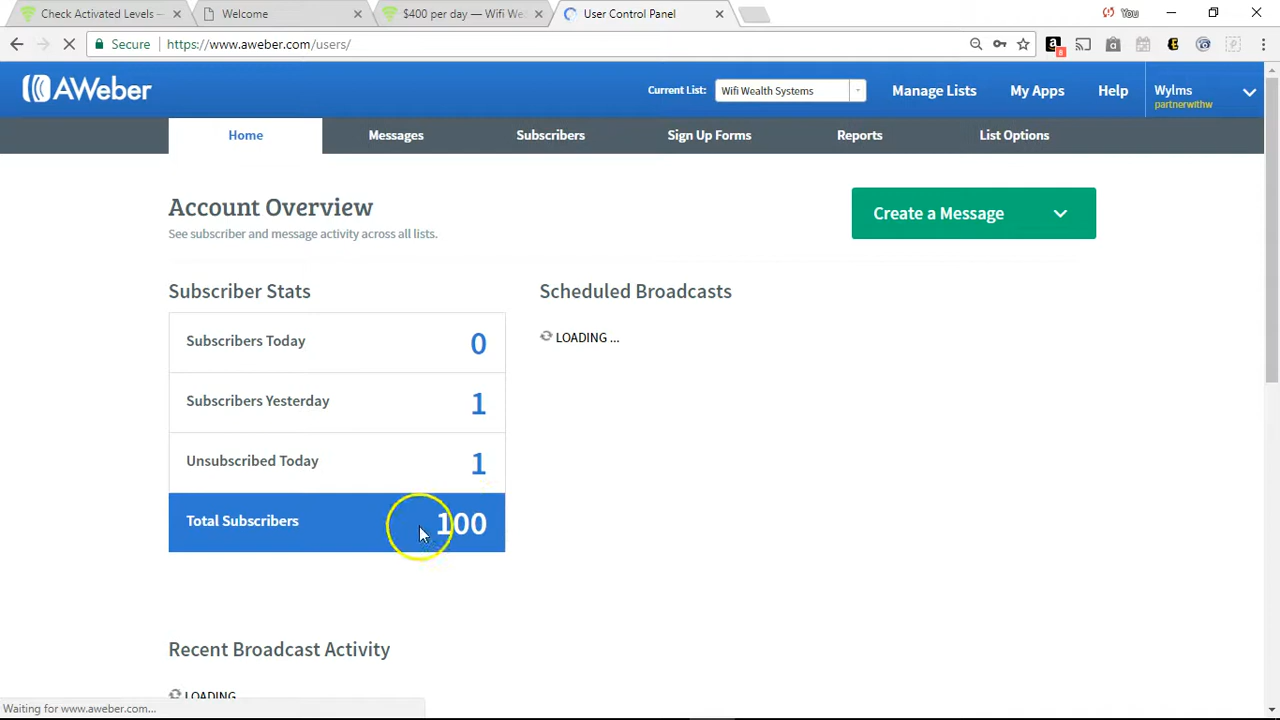 Check Activated Levels –
Welcome
$400 per day — Wifi We
User Control Panel
You
Secure
https://www.aweber.com/users/
8
AWeber
Current List:
Wifi Wealth Systems
Manage Lists
My Apps
Help
Wylms
partnerwithw
Home
Messages
Subscribers
Sign Up Forms
Reports
List Options
Account Overview
See subscriber and message activity across all lists.
Create a Message
Subscriber Stats
Scheduled Broadcasts
Subscribers Today 0
LOADING ...
Subscribers Yesterday 1
Unsubscribed Today 1
Total Subscribers 100
Recent Broadcast Activity
LOADING
Waiting for www.aweber.com...